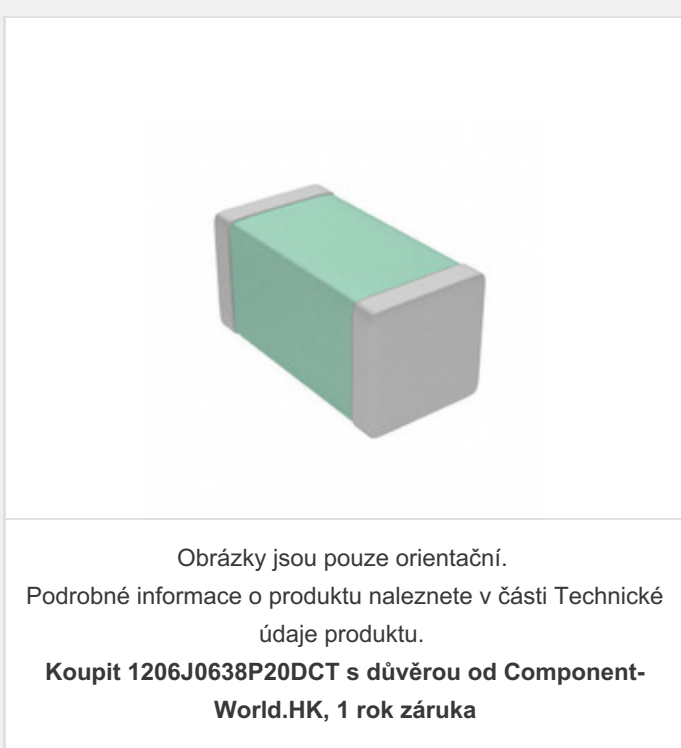 Obrázky jsou pouze orientační.
Podrobné informace o produktu naleznete v části Technické
údaje produktu.
Koupit 1206J0638P20DCT s důvěrou od Component-
World.HK, 1 rok záruka